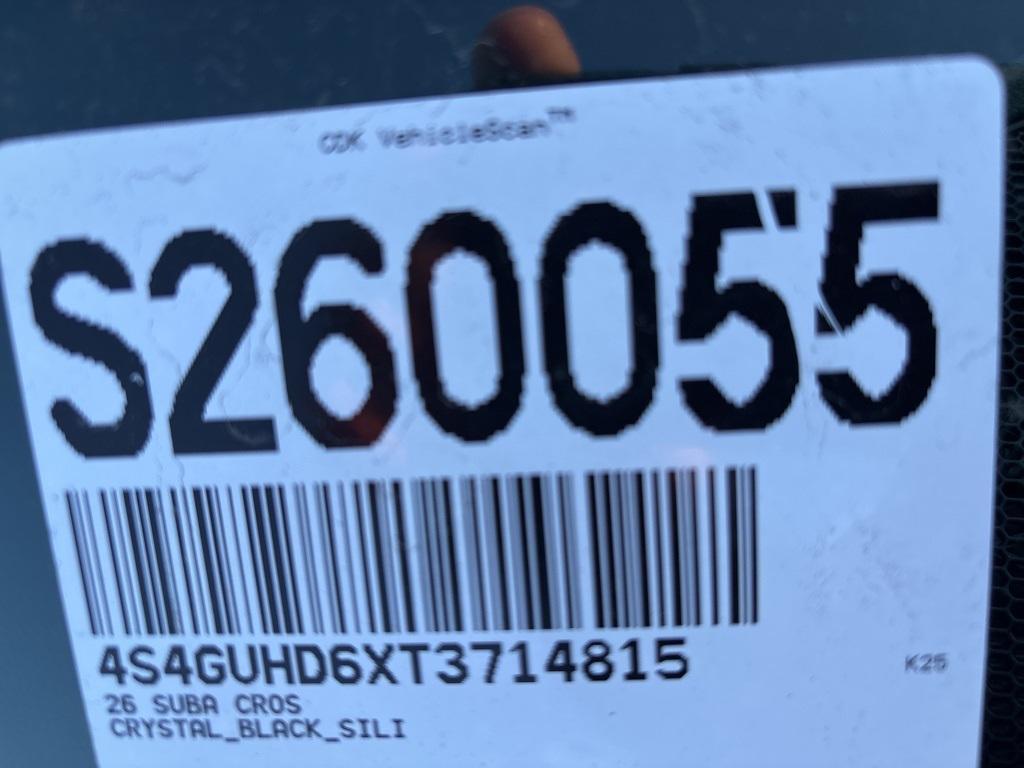 CDK VehicleScan™
S260055
4S4GUHD6XT3714815
K25
26 SUBA CROS
CRYSTAL_BLACK_SILI